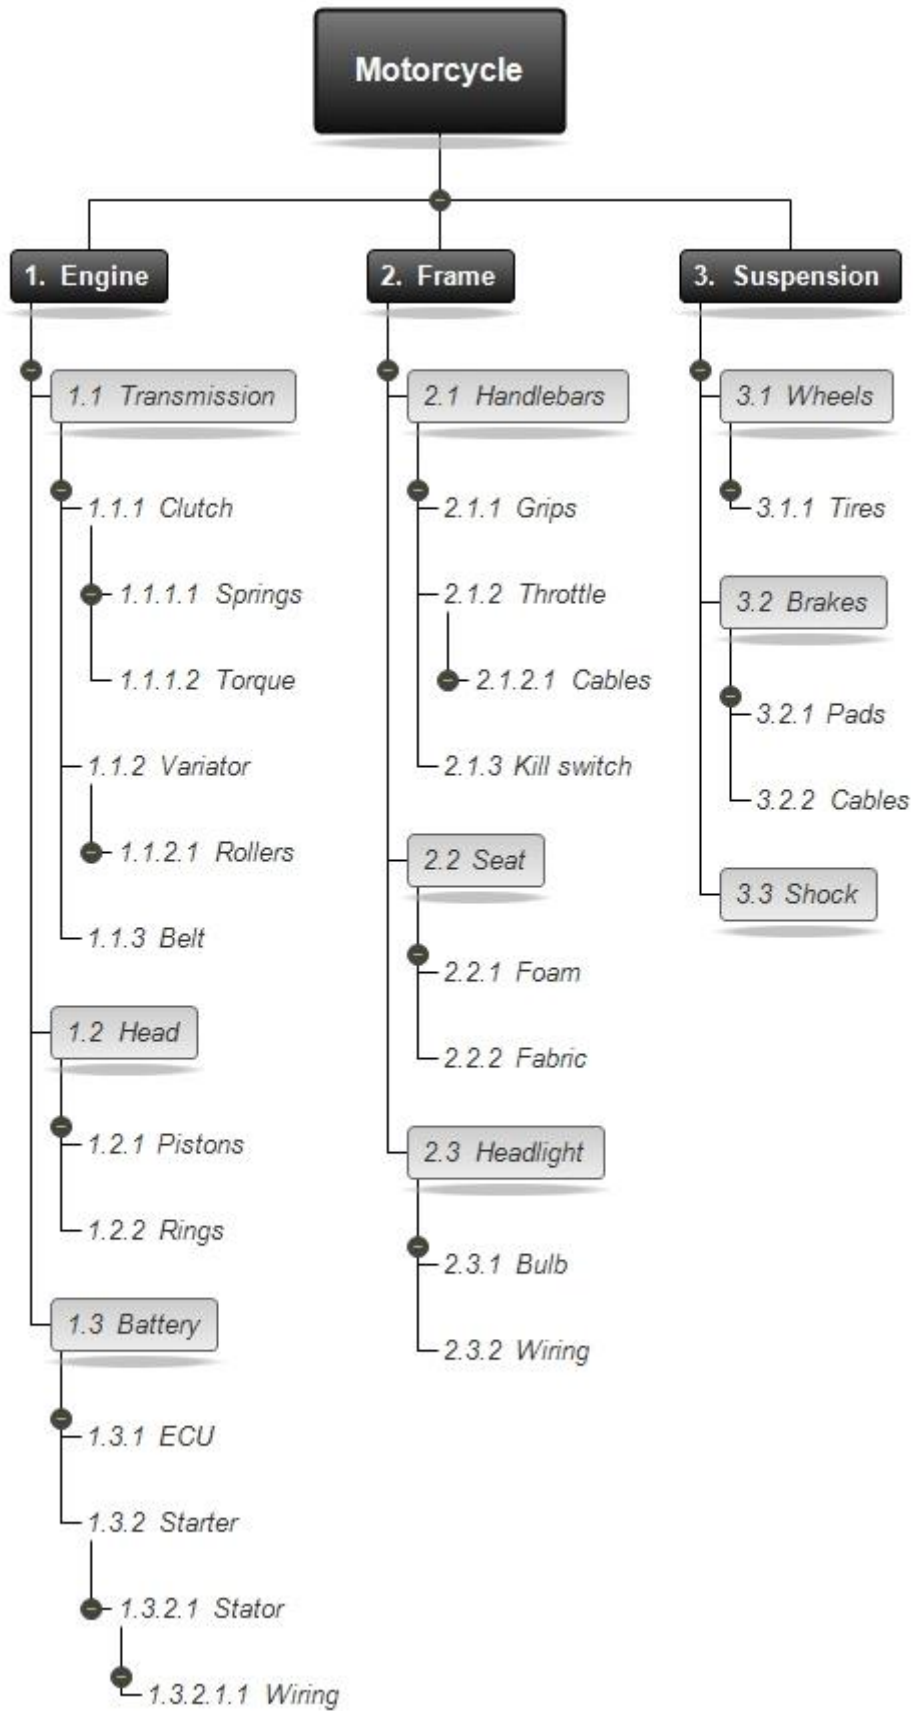 Motorcycle
1. Engine
1.1 Transmission
1.1.1 Clutch
1.1.1.1 Springs
1.1.1.2 Torque
1.1.2 Variator
1.1.2.1 Rollers
1.1.3 Belt
1.2 Head
1.2.1 Pistons
1.2.2 Rings
1.3 Battery
1.3.1 ECU
1.3.2 Starter
1.3.2.1 Stator
1.3.2.1.1 Wiring
2. Frame
2.1 Handlebars
2.1.1 Grips
2.1.2 Throttle
2.1.2.1 Cables
2.1.3 Kill switch
2.2 Seat
2.2.1 Foam
2.2.2 Fabric
2.3 Headlight
2.3.1 Bulb
2.3.2 Wiring
3. Suspension
3.1 Wheels
3.1.1 Tires
3.2 Brakes
3.2.1 Pads
3.2.2 Cables
3.3 Shock